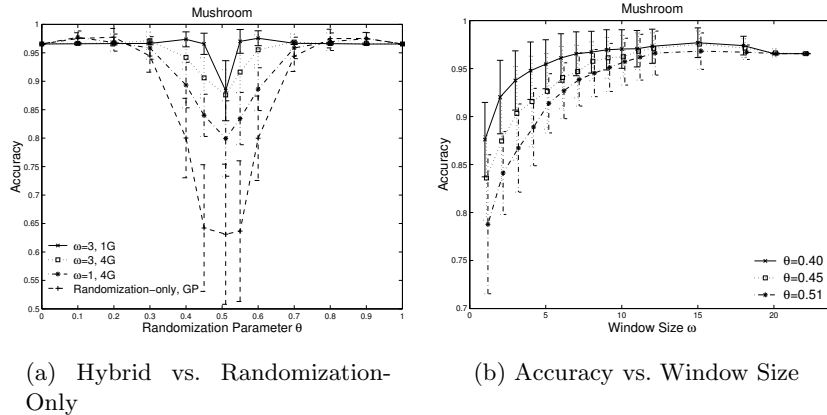 Mushroom
1
0.95
0.9
0.85
0.8
0.75
0.7
0.65
0.6
0.55
0.5
Accuracy
ω=3, 1G
ω=3, 4G
ω=1, 4G
Randomization-only, GP
0 0.1 0.2 0.3 0.4 0.5 0.6 0.7 0.8 0.9 1
Randomization Parameter θ
(a) Hybrid vs. Randomization-
Only
Mushroom
1
0.95
0.9
0.85
0.8
0.75
0.7
Accuracy
θ=0.40
θ=0.45
θ=0.51
0 5 10 15 20
Window Size ω
(b) Accuracy vs. Window Size